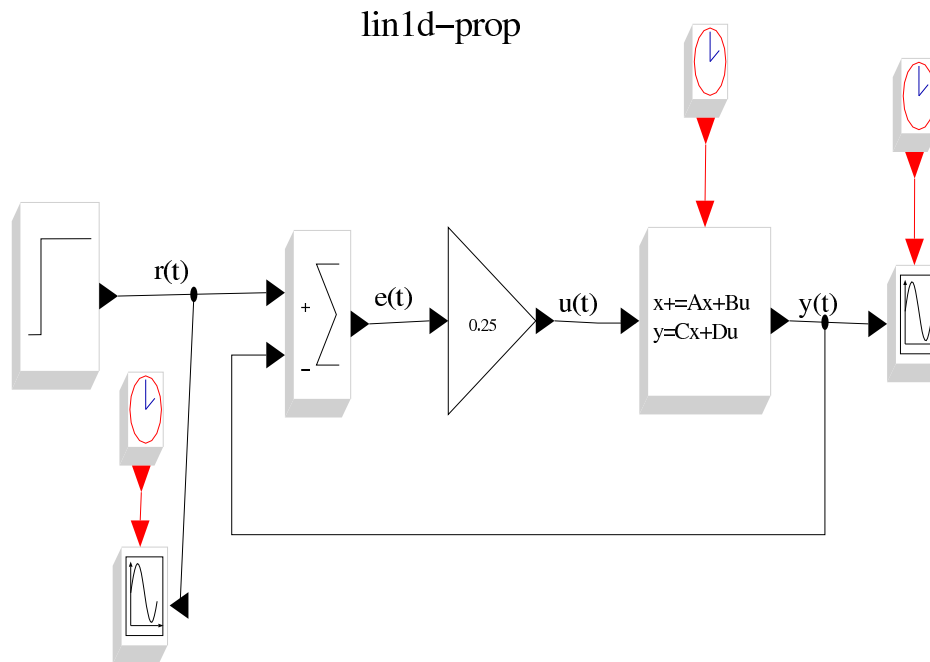 lin1d−prop
r(t)
+
−
e(t)
0.25
u(t)
x+=Ax+Bu
y=Cx+Du
y(t)